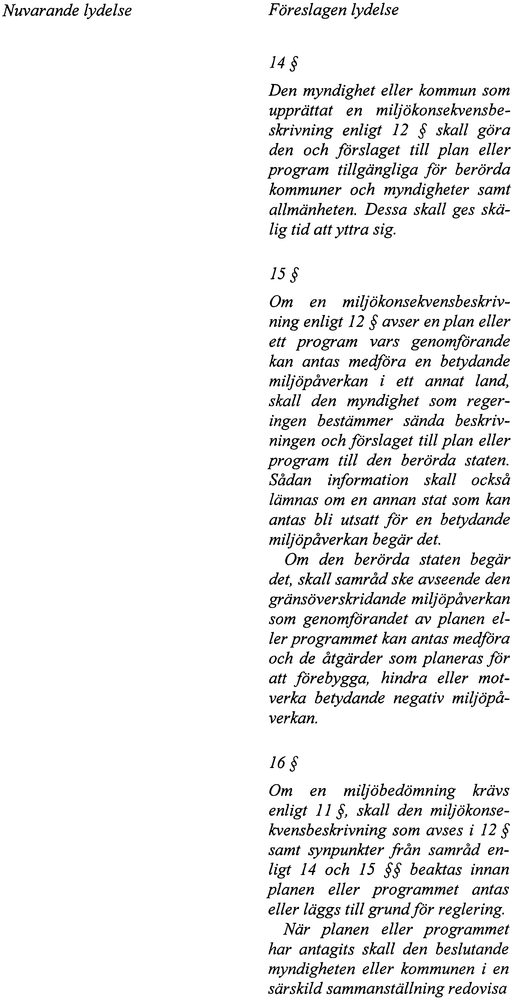 Nuvarande lydelse
Föreslagen lydelse
14 §
Den myndighet eller kommun som
upprättat en miljökonsekvensbe-
skrivning enligt 12 § skall göra
den och förslaget till plan eller
program tillgängliga för berörda
kommuner och myndigheter samt
allmänheten. Dessa skall ges skä-
lig tid att yttra sig.
15 §
Om en miljökonsekvensbeskriv-
ning enligt 12 § avser en plan eller
ett program vars genomförande
kan antas medföra en betydande
miljöpåverkan i ett annat land,
skall den myndighet som reger-
ingen bestämmer sända beskriv-
ningen och förslaget till plan eller
program till den berörda staten.
Sådan information skall också
lämnas om en annan stat som kan
antas bli utsatt för en betydande
miljöpåverkan begär det.
Om den berörda staten begär
det, skall samråd ske avseende den
gränsöverskridande miljöpåverkan
som genomförandet av planen el-
ler programmet kan antas medföra
och de åtgärder som planeras för
att förebygga, hindra eller mot-
verka betydande negativ miljöpå-
verkan.
16 §
Om en miljöbedömning krävs
enligt 11 §, skall den miljökonse-
kvensbeskrivning som avses i 12 §
samt synpunkter från samråd en-
ligt 14 och 15 §§ beaktas innan
planen eller programmet antas
eller läggs till grund för reglering.
När planen eller programmet
har antagits skall den beslutande
myndigheten eller kommunen i en
särskild sammanställning redovisa